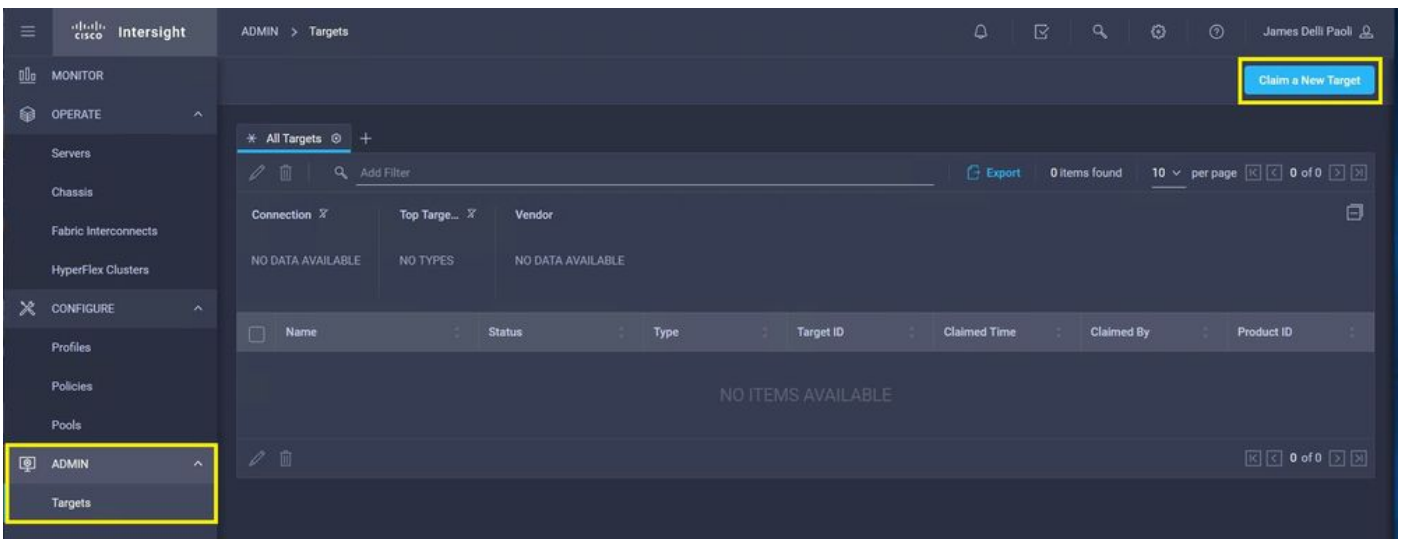 cisco Intersight
ADMIN > Targets
James Delli Paoli
MONITOR
Claim a New Target
OPERATE
Servers
Chassis
Fabric Interconnects
HyperFlex Clusters
CONFIGURE
Profiles
Policies
Pools
ADMIN
Targets
All Targets
Add Filter
Export 0 items found 10 per page 0 of 0
Connection Top Targe... Vendor
NO DATA AVAILABLE NO TYPES NO DATA AVAILABLE
Name Status Type Target ID Claimed Time Claimed By Product ID
NO ITEMS AVAILABLE
0 of 0